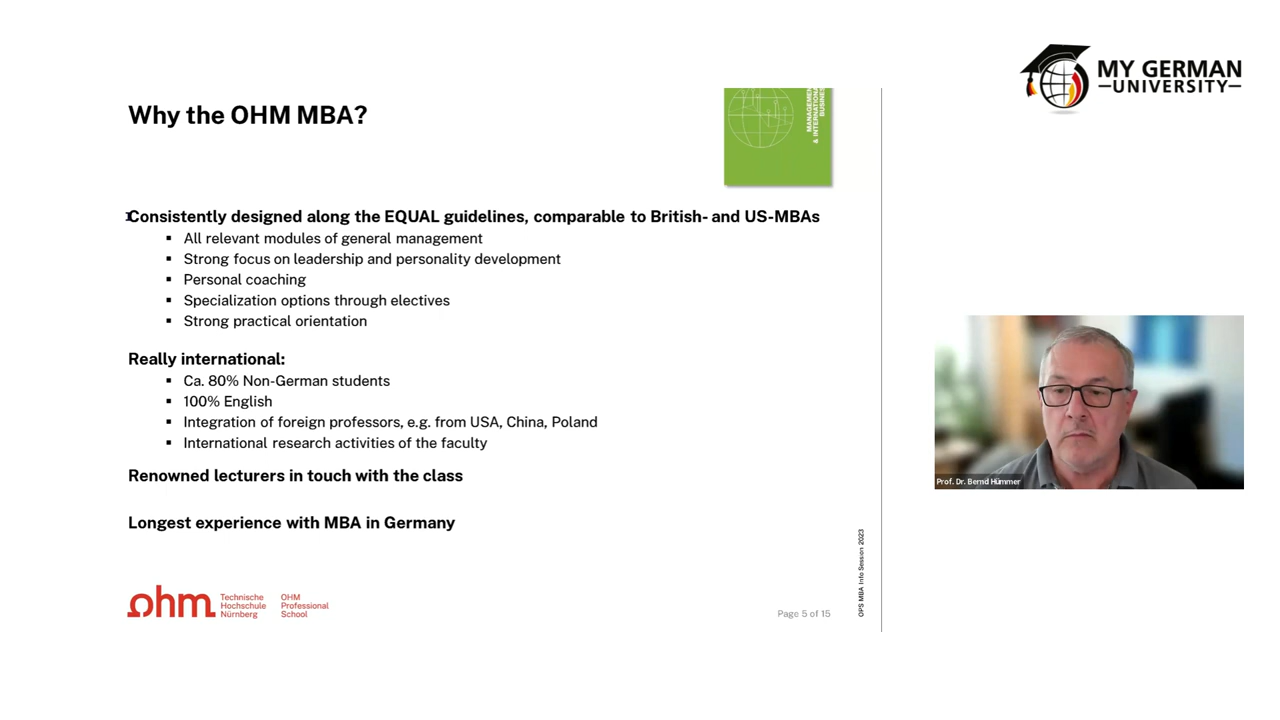 MY GERMAN
UNIVERSITY
Why the OHM MBA?
& INTERNATIONA
Consistently designed along the EQUAL guidelines, comparable to British- and US-MBAs
▪ All relevant modules of general management
▪ Strong focus on leadership and personality development
▪ Personal coaching
▪ Specialization options through electives
▪ Strong practical orientation
Really international:
▪ Ca. 80% Non-German students
▪ 100% English
▪ Integration of foreign professors, e.g. from USA, China, Poland
▪ International research activities of the faculty
Renowned lecturers in touch with the class
Longest experience with MBA in Germany
Prof. Dr. Bernd Hümmer
ohm
Technische
Hochschule
Nürnberg
OHM
Professional
School
Page 5 of 15
OPS MBA Info Session 2023